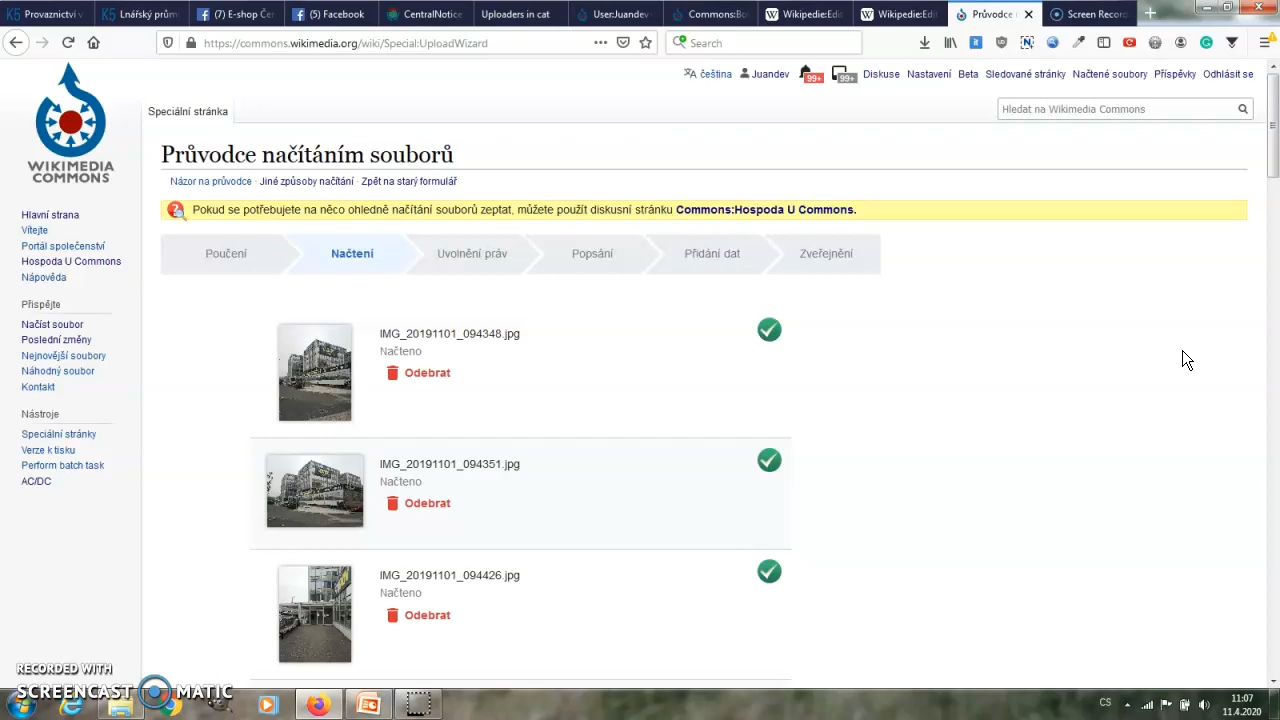 Provaznictví v
Lnářský prům
(7) E-shop Če
(5) Facebook
CentralNotice
Uploaders in cat
User:Juandev
Commons:Bo
Wikipedie:Edi
Wikipedie:Edi
Průvodce n
Screen Record
https://commons.wikimedia.org/wiki/Special:UploadWizard
Search
čeština Juandev 99+ 99+ Diskuse Nastavení Beta Sledované stránky Načtené soubory Příspěvky Odhlásit se
Speciální stránka
Hledat na Wikimedia Commons
WIKIMEDIA
COMMONS
Hlavní strana
Vítejte
Portál společenství
Hospoda U Commons
Nápověda
Přispějte
Načíst soubor
Poslední změny
Nejnovější soubory
Náhodný soubor
Kontakt
Nástroje
Speciální stránky
Verze k tisku
Perform batch task
AC/DC
Průvodce načítáním souborů
Názor na průvodce · Jiné způsoby načítání · Zpět na starý formulář
Pokud se potřebujete na něco ohledně načítání souborů zeptat, můžete použít diskusní stránku Commons:Hospoda U Commons.
Poučení
Načtení
Uvolnění práv
Popsání
Přidání dat
Zveřejnění
IMG_20191101_094348.jpg
Načteno
Odebrat
IMG_20191101_094351.jpg
Načteno
Odebrat
IMG_20191101_094426.jpg
Načteno
Odebrat
RECORDED WITH
SCREENCAST MATIC
CS
11:07
11.4.2020